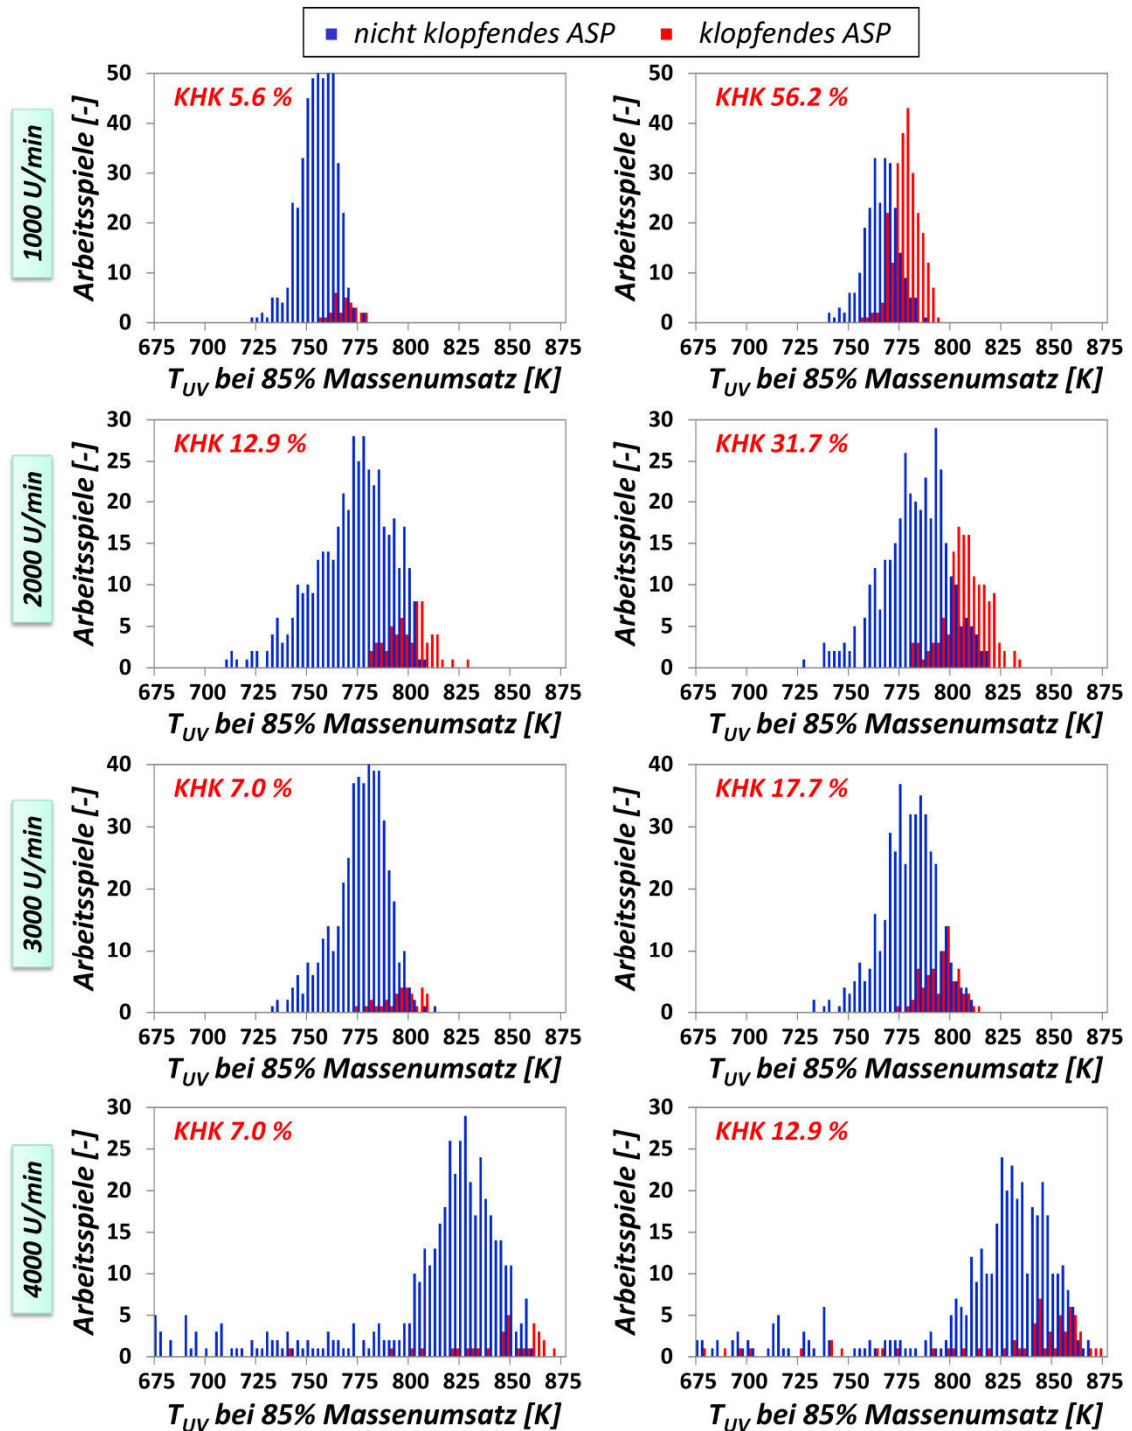 nicht klopfendes ASP klopfendes ASP
1000 U/min
Arbeitsspiele [-]
50
40
30
20
10
0
KHK 5.6 %
675 700 725 750 775 800 825 850 875
T_UV bei 85% Massenumsatz [K]
Arbeitsspiele [-]
50
40
30
20
10
0
KHK 56.2 %
675 700 725 750 775 800 825 850 875
T_UV bei 85% Massenumsatz [K]
2000 U/min
Arbeitsspiele [-]
30
25
20
15
10
5
0
KHK 12.9 %
675 700 725 750 775 800 825 850 875
T_UV bei 85% Massenumsatz [K]
Arbeitsspiele [-]
30
25
20
15
10
5
0
KHK 31.7 %
675 700 725 750 775 800 825 850 875
T_UV bei 85% Massenumsatz [K]
3000 U/min
Arbeitsspiele [-]
40
30
20
10
0
KHK 7.0 %
675 700 725 750 775 800 825 850 875
T_UV bei 85% Massenumsatz [K]
Arbeitsspiele [-]
40
30
20
10
0
KHK 17.7 %
675 700 725 750 775 800 825 850 875
T_UV bei 85% Massenumsatz [K]
4000 U/min
Arbeitsspiele [-]
30
25
20
15
10
5
0
KHK 7.0 %
675 700 725 750 775 800 825 850 875
T_UV bei 85% Massenumsatz [K]
Arbeitsspiele [-]
30
25
20
15
10
5
0
KHK 12.9 %
675 700 725 750 775 800 825 850 875
T_UV bei 85% Massenumsatz [K]